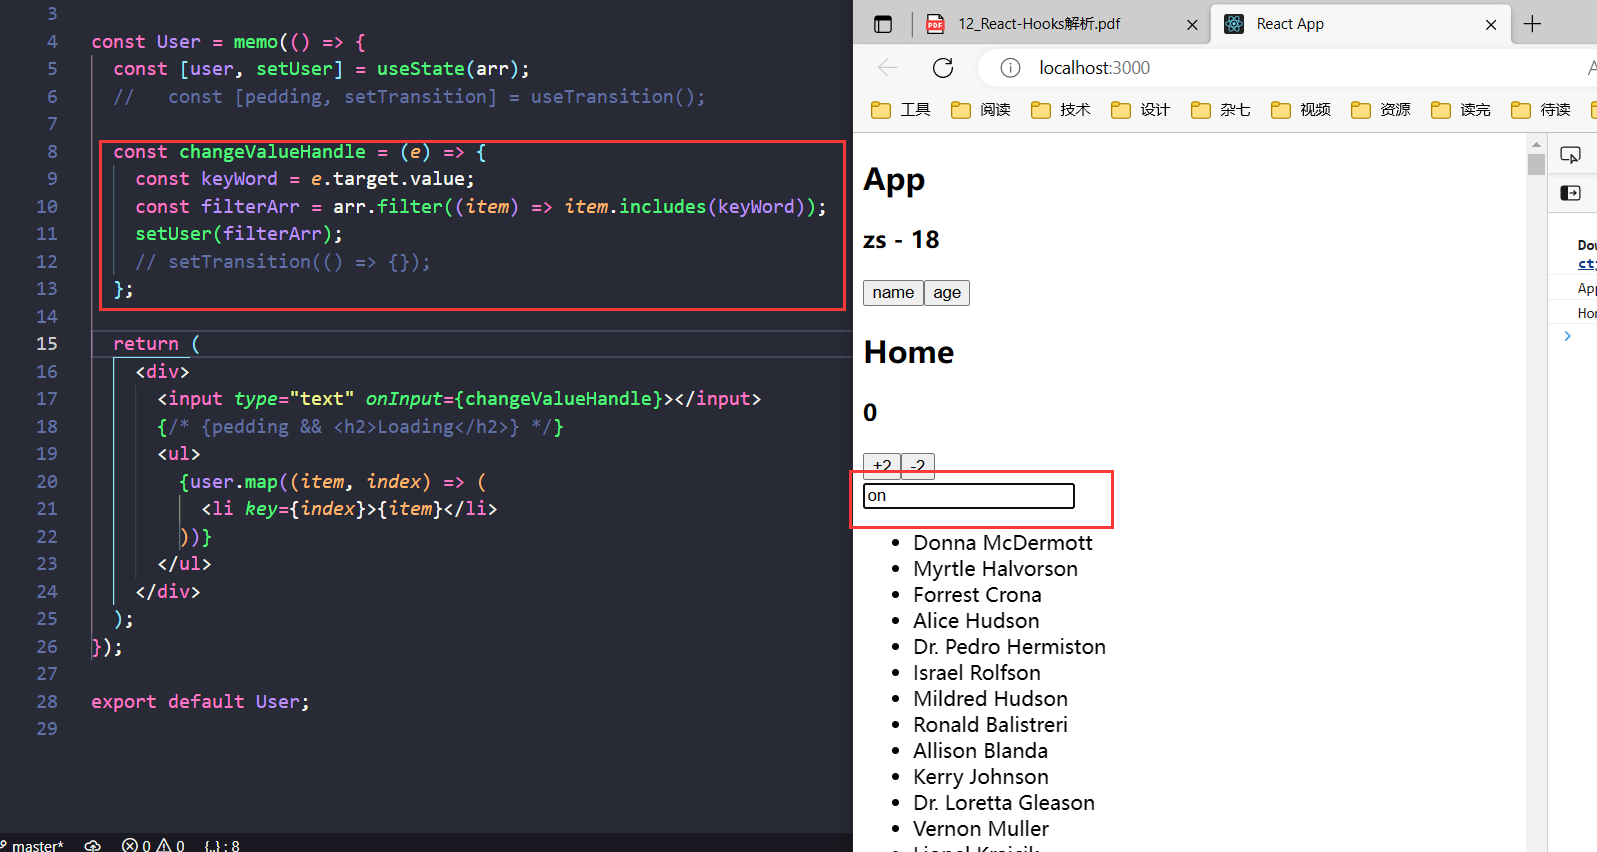 3
4 const User = memo(() => {
5 const [user, setUser] = useState(arr);
6 // const [pedding, setTransition] = useTransition();
7
8 const changeValueHandle = (e) => {
9 const keyWord = e.target.value;
10 const filterArr = arr.filter((item) => item.includes(keyWord));
11 setUser(filterArr);
12 // setTransition(() => {});
13 };
14
15 return (
16 <div>
17 <input type="text" onInput={changeValueHandle}></input>
18 {/* {pedding && <h2>Loading</h2>} */}
19 <ul>
20 {user.map((item, index) => (
21 <li key={index}>{item}</li>
22 ))}
23 </ul>
24 </div>
25 );
26 });
27
28 export default User;
29
master* 0 0 {..} : 8
12_React-Hooks解析.pdf React App
localhost:3000
工具 阅读 技术 设计 杂七 视频 资源 读完 待读
App
zs - 18
name age
Home
0
+2 -2
on
Donna McDermott
Myrtle Halvorson
Forrest Crona
Alice Hudson
Dr. Pedro Hermiston
Israel Rolfson
Mildred Hudson
Ronald Balistreri
Allison Blanda
Kerry Johnson
Dr. Loretta Gleason
Vernon Muller
Dow
ct
App
Hor